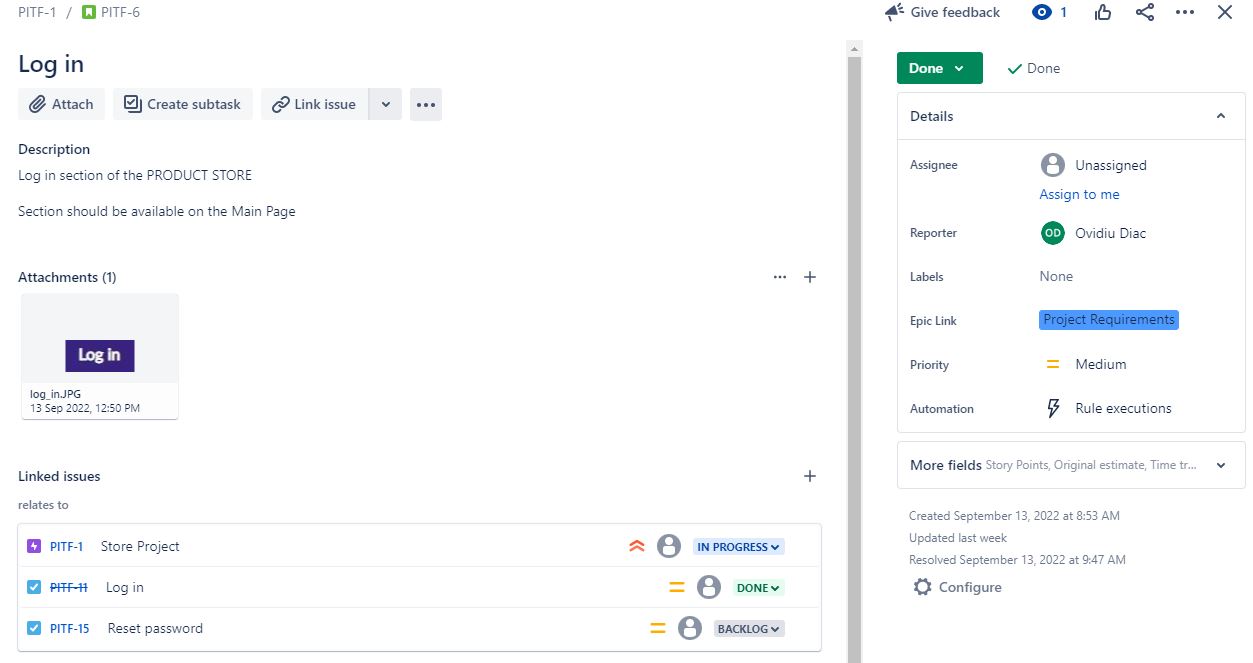 PITF-1 / PITF-6
Give feedback 1
Log in
Attach Create subtask Link issue
Description
Log in section of the PRODUCT STORE
Section should be available on the Main Page
Attachments (1)
Log in
log_in.JPG
13 Sep 2022, 12:50 PM
Linked issues
relates to
PITF-1 Store Project IN PROGRESS
PITF-11 Log in DONE
PITF-15 Reset password BACKLOG
Done Done
Details
Assignee Unassigned
Assign to me
Reporter OD Ovidiu Diac
Labels None
Epic Link Project Requirements
Priority Medium
Automation Rule executions
More fields Story Points, Original estimate, Time tr...
Created September 13, 2022 at 8:53 AM
Updated last week
Resolved September 13, 2022 at 9:47 AM
Configure